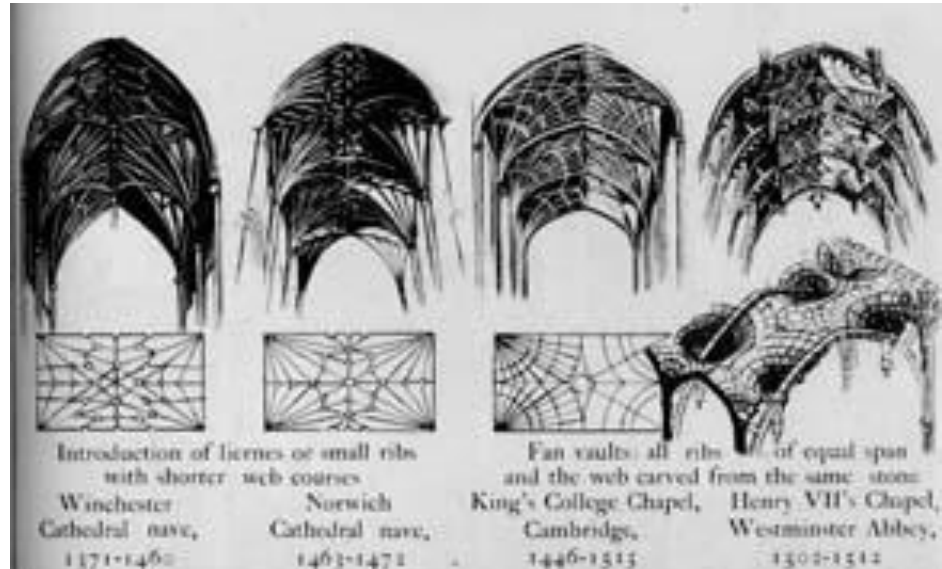 Introduction of liernes or small ribs
with shorter web courses
Fan vaults: all ribs of equal span
and the web carved from the same stone
Winchester
Cathedral nave,
1371-1460
Norwich
Cathedral nave,
1463-1472
King's College Chapel,
Cambridge,
1446-1515
Henry VII's Chapel,
Westminster Abbey,
1502-1512